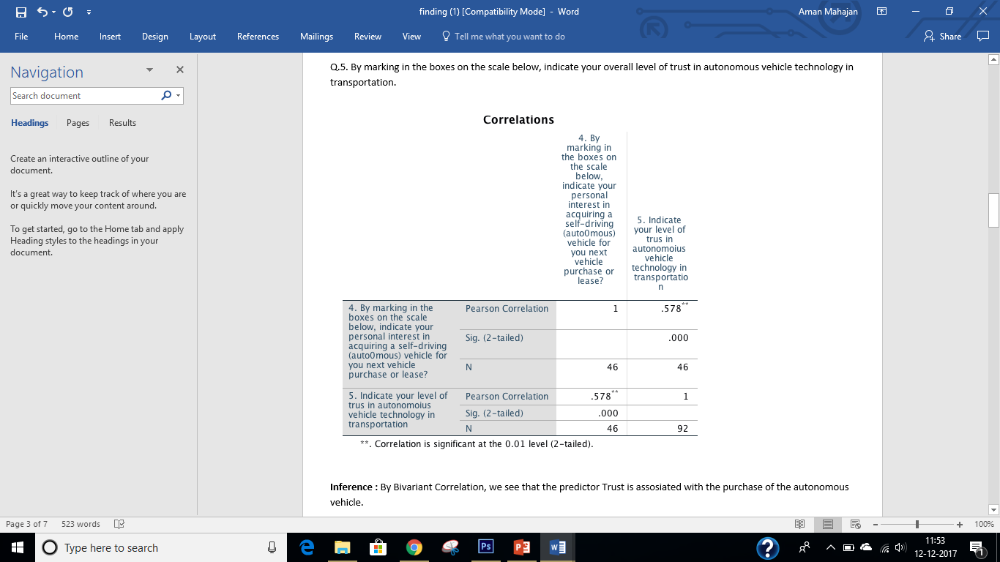 finding (1) [Compatibility Mode] - Word
Aman Mahajan
File Home Insert Design Layout References Mailings Review View Tell me what you want to do Share
Navigation
Search document
Headings Pages Results
Create an interactive outline of your
document.
It's a great way to keep track of where you are
or quickly move your content around.
To get started, go to the Home tab and apply
Heading styles to the headings in your
document.
Q.5. By marking in the boxes on the scale below, indicate your overall level of trust in autonomous vehicle technology in
transportation.
Correlations
4. By
marking in
the boxes on
the scale
below,
indicate your
personal
interest in
acquiring a
self-driving
(auto0mous)
vehicle for
you next
vehicle
purchase or
lease?
5. Indicate
your level of
trus in
autonomoius
vehicle
technology in
transportatio
n
4. By marking in the
boxes on the scale
below, indicate your
personal interest in
acquiring a self-driving
(auto0mous) vehicle for
you next vehicle
purchase or lease?
Pearson Correlation 1 .578**
Sig. (2-tailed) .000
N 46 46
5. Indicate your level of
trus in autonomoius
vehicle technology in
transportation
Pearson Correlation .578** 1
Sig. (2-tailed) .000
N 46 92
**. Correlation is significant at the 0.01 level (2-tailed).
Inference : By Bivariant Correlation, we see that the predictor Trust is assosiated with the purchase of the autonomous
vehicle.
Page 3 of 7 523 words 100%
Type here to search
Ps
11:53
12-12-2017
1